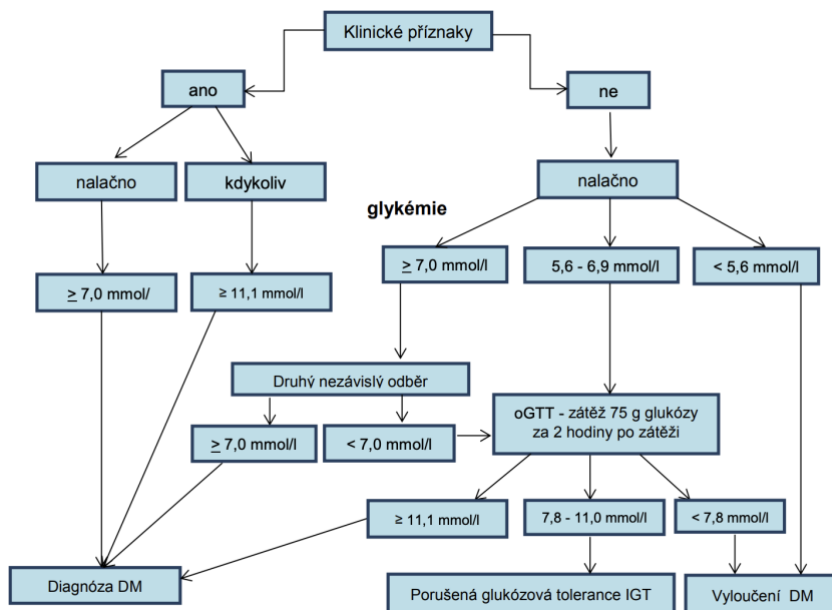 Klinické příznaky
ano
ne
nalačno
kdykoliv
nalačno
glykémie
≥ 7,0 mmol/l
5,6 - 6,9 mmol/l
< 5,6 mmol/l
≥ 7,0 mmol/
≥ 11,1 mmol/l
Druhý nezávislý odběr
oGTT - zátěž 75 g glukózy
za 2 hodiny po zátěži
≥ 7,0 mmol/l
< 7,0 mmol/l
≥ 11,1 mmol/l
7,8 - 11,0 mmol/l
< 7,8 mmol/l
Diagnóza DM
Porušená glukózová tolerance IGT
Vyloučení DM